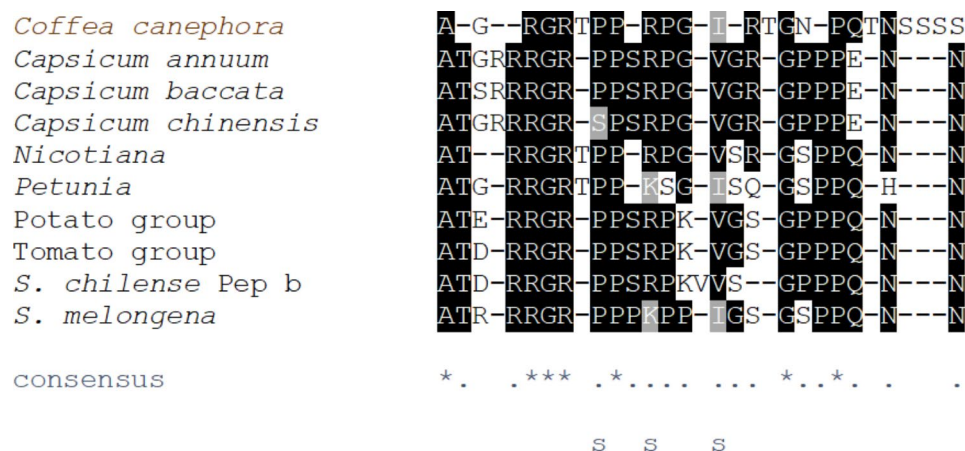 Coffea canephora A-G--RGRTPP-RPG-I-RTGN-PQTNSSSS
Capsicum annuum ATGRRRGR-PPSRPG-VGR-GPPPE-N---N
Capsicum baccata ATSRRRGR-PPSRPG-VGR-GPPPE-N---N
Capsicum chinensis ATGRRRGR-SPSRPG-VGR-GPPPE-N---N
Nicotiana AT--RRGRTPP-RPG-VSR-GSPPQ-N---N
Petunia ATG-RRGRTPP-KSG-ISQ-GSPPQ-H---N
Potato group ATE-RRGR-PPSRPK-VGS-GPPPQ-N---N
Tomato group ATD-RRGR-PPSRPK-VGS-GPPPQ-N---N
S. chilense Pep b ATD-RRGR-PPSRPKVVS--GPPPQ-N---N
S. melongena ATR-RRGR-PPPKPP-IGS-GSPPQ-N---N
consensus *. .*** .*.... ... *..*. . .
s s s